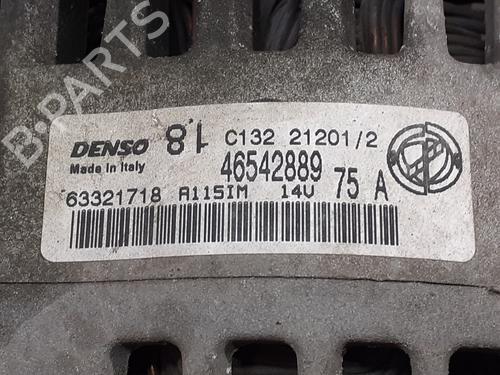 B-PARTS
DENSO 81 C132 21201/2
Made in Italy 46542889
63321718 A115IM 14V 75 A